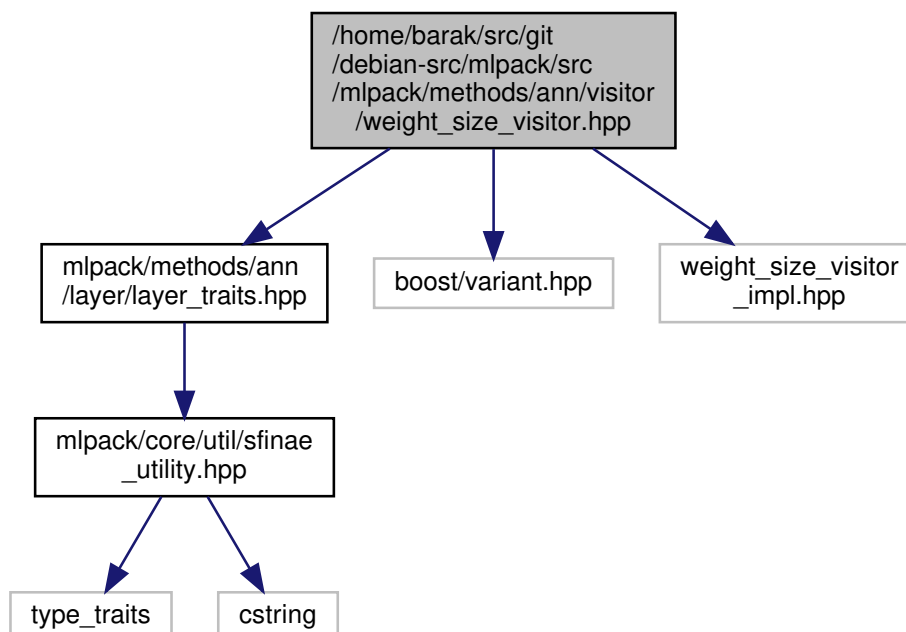 /home/barak/src/git
/debian-src/mlpack/src
/mlpack/methods/ann/visitor
/weight_size_visitor.hpp
mlpack/methods/ann
/layer/layer_traits.hpp
boost/variant.hpp
weight_size_visitor
_impl.hpp
mlpack/core/util/sfinae
_utility.hpp
type_traits
cstring